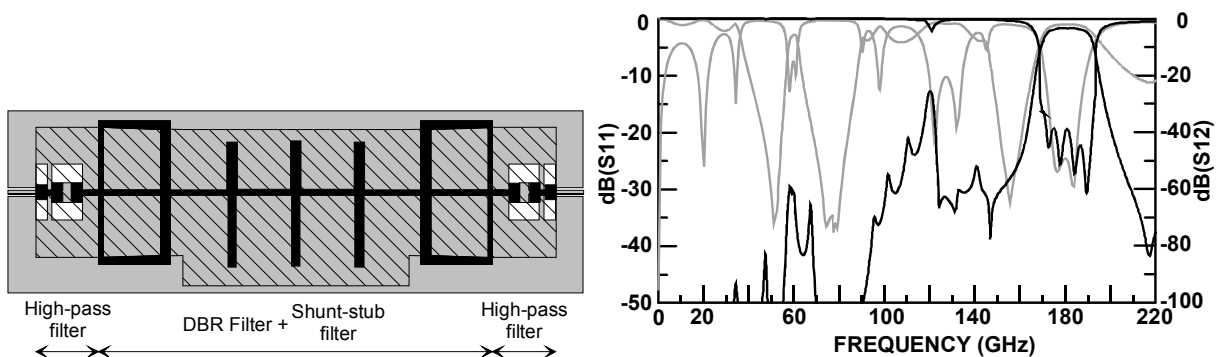 High-pass
filter
DBR Filter +
Shunt-stub
filter
High-pass
filter
0
-10
-20
-30
-40
-50
dB(S11)
0
-20
-40
-60
-80
-100
dB(S12)
0 20 60 100 140 180 220
FREQUENCY (GHz)